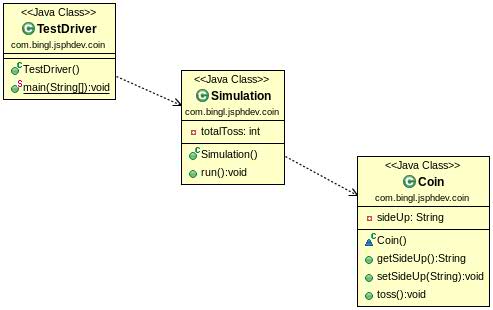 <<Java Class>>
TestDriver
com.bingl.jsphdev.coin
TestDriver()
main(String[]):void
<<Java Class>>
Simulation
com.bingl.jsphdev.coin
totalToss: int
Simulation()
run():void
<<Java Class>>
Coin
com.bingl.jsphdev.coin
sideUp: String
Coin()
getSideUp():String
setSideUp(String):void
toss():void